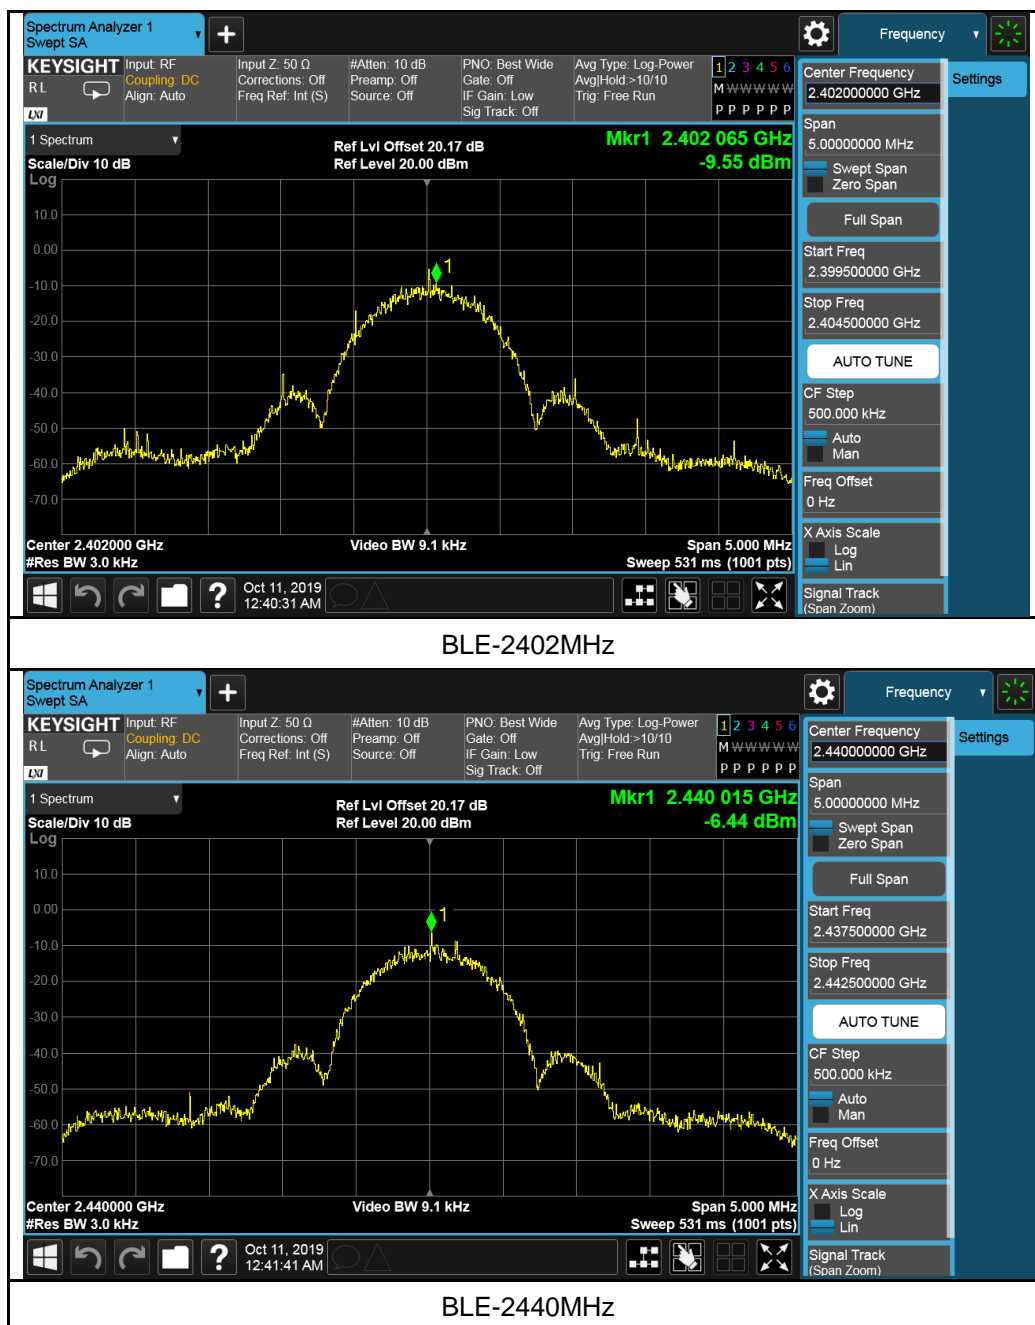 Spectrum Analyzer 1
Swept SA
Frequency
KEYSIGHT
R L
LXI
Input: RF
Coupling: DC
Align: Auto
Input Z: 50 Ω
Corrections: Off
Freq Ref: Int (S)
#Atten: 10 dB
Preamp: Off
Source: Off
PNO: Best Wide
Gate: Off
IF Gain: Low
Sig Track: Off
Avg Type: Log-Power
Avg|Hold:>10/10
Trig: Free Run
1 2 3 4 5 6
M W W W W W
P P P P P P
Center Frequency
2.402000000 GHz
Settings
Span
5.00000000 MHz
Swept Span
Zero Span
Full Span
Start Freq
2.399500000 GHz
Stop Freq
2.404500000 GHz
AUTO TUNE
CF Step
500.000 kHz
Auto
Man
Freq Offset
0 Hz
X Axis Scale
Log
Lin
Signal Track
(Span Zoom)
1 Spectrum
Scale/Div 10 dB
Log
Ref Lvl Offset 20.17 dB
Ref Level 20.00 dBm
Mkr1 2.402 065 GHz
-9.55 dBm
1
10.0
0.00
-10.0
-20.0
-30.0
-40.0
-50.0
-60.0
-70.0
Center 2.402000 GHz
#Res BW 3.0 kHz
Video BW 9.1 kHz
Span 5.000 MHz
Sweep 531 ms (1001 pts)
?
Oct 11, 2019
12:40:31 AM
BLE-2402MHz
Spectrum Analyzer 1
Swept SA
Frequency
KEYSIGHT
R L
LXI
Input: RF
Coupling: DC
Align: Auto
Input Z: 50 Ω
Corrections: Off
Freq Ref: Int (S)
#Atten: 10 dB
Preamp: Off
Source: Off
PNO: Best Wide
Gate: Off
IF Gain: Low
Sig Track: Off
Avg Type: Log-Power
Avg|Hold:>10/10
Trig: Free Run
1 2 3 4 5 6
M W W W W W
P P P P P P
Center Frequency
2.440000000 GHz
Settings
Span
5.00000000 MHz
Swept Span
Zero Span
Full Span
Start Freq
2.437500000 GHz
Stop Freq
2.442500000 GHz
AUTO TUNE
CF Step
500.000 kHz
Auto
Man
Freq Offset
0 Hz
X Axis Scale
Log
Lin
Signal Track
(Span Zoom)
1 Spectrum
Scale/Div 10 dB
Log
Ref Lvl Offset 20.17 dB
Ref Level 20.00 dBm
Mkr1 2.440 015 GHz
-6.44 dBm
1
10.0
0.00
-10.0
-20.0
-30.0
-40.0
-50.0
-60.0
-70.0
Center 2.440000 GHz
#Res BW 3.0 kHz
Video BW 9.1 kHz
Span 5.000 MHz
Sweep 531 ms (1001 pts)
?
Oct 11, 2019
12:41:41 AM
BLE-2440MHz